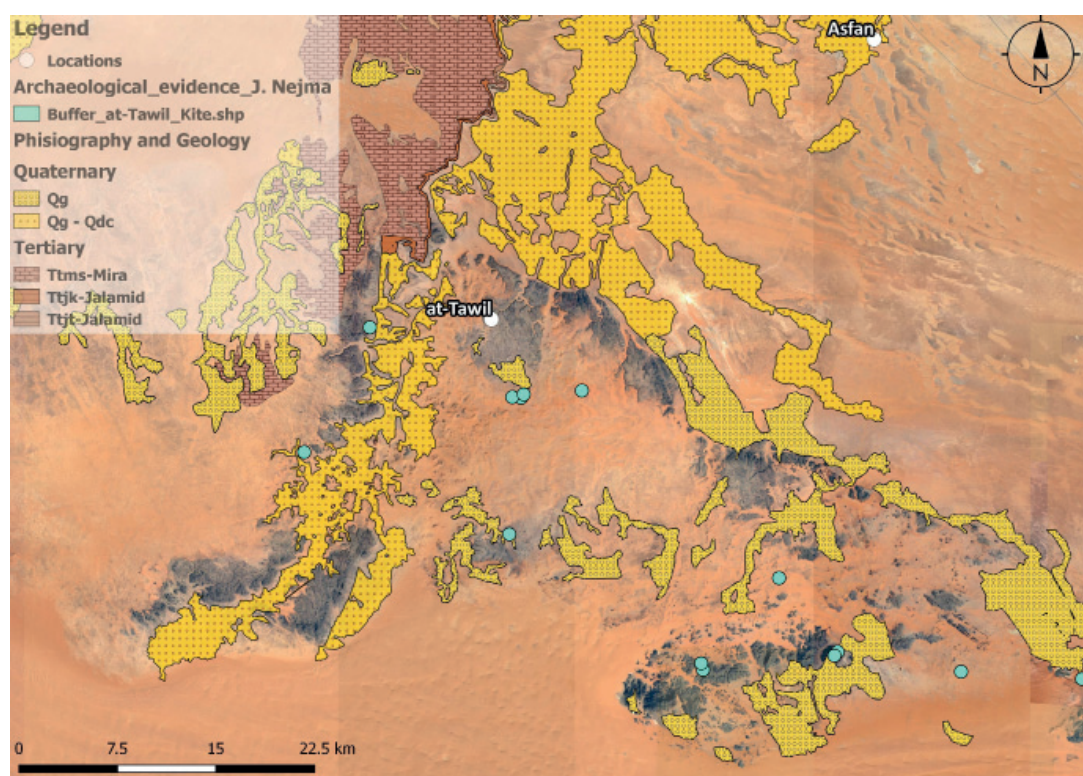 Legend
Locations
Archaeological_evidence_J. Nejma
Buffer_at-Tawil_Kite.shp
Phisiography and Geology
Quaternary
Qg
Qg - Qdc
Tertiary
Ttms-Mira
Ttjk-Jalamid
Ttjt-Jalamid
Asfan
N
at-Tawil
0 7.5 15 22.5 km